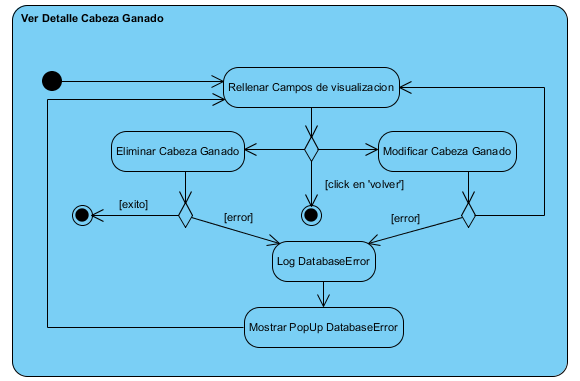 Ver Detalle Cabeza Ganado
Rellenar Campos de visualizacion
Eliminar Cabeza Ganado
Modificar Cabeza Ganado
[click en 'volver']
[exito]
[error]
[error]
Log DatabaseError
Mostrar PopUp DatabaseError